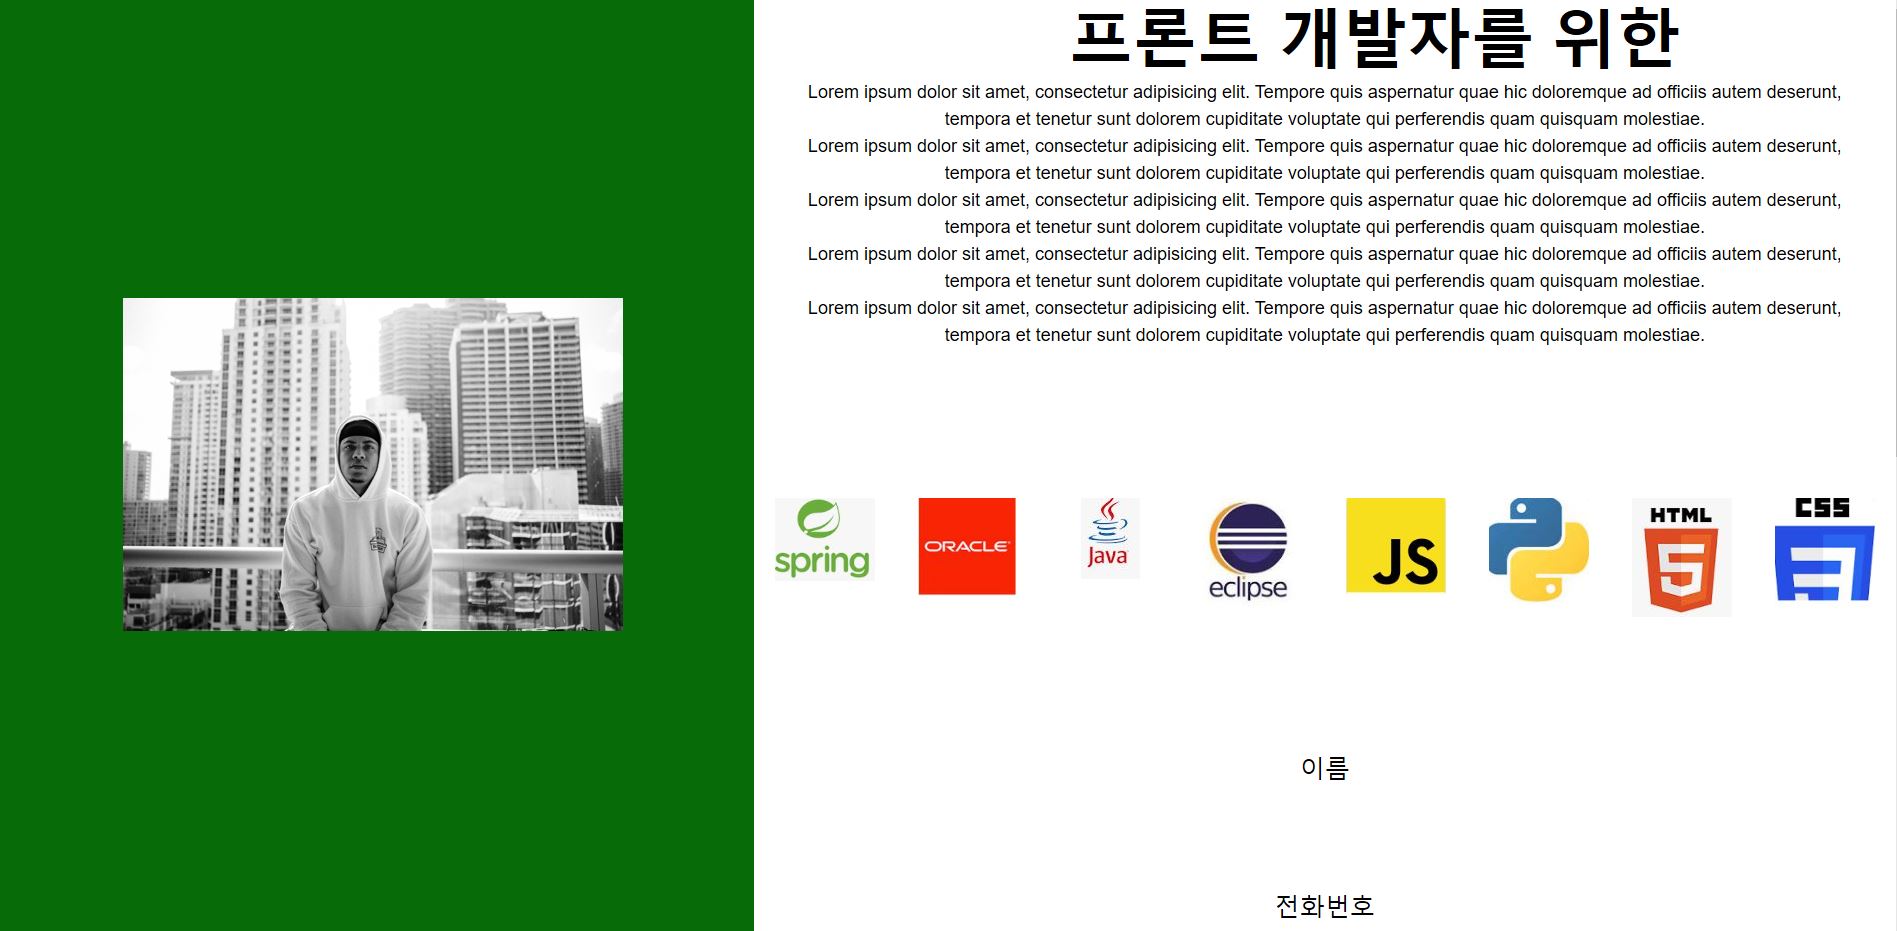 프론트 개발자를 위한
Lorem ipsum dolor sit amet, consectetur adipisicing elit. Tempore quis aspernatur quae hic doloremque ad officiis autem deserunt,
tempora et tenetur sunt dolorem cupiditate voluptate qui perferendis quam quisquam molestiae.
Lorem ipsum dolor sit amet, consectetur adipisicing elit. Tempore quis aspernatur quae hic doloremque ad officiis autem deserunt,
tempora et tenetur sunt dolorem cupiditate voluptate qui perferendis quam quisquam molestiae.
Lorem ipsum dolor sit amet, consectetur adipisicing elit. Tempore quis aspernatur quae hic doloremque ad officiis autem deserunt,
tempora et tenetur sunt dolorem cupiditate voluptate qui perferendis quam quisquam molestiae.
Lorem ipsum dolor sit amet, consectetur adipisicing elit. Tempore quis aspernatur quae hic doloremque ad officiis autem deserunt,
tempora et tenetur sunt dolorem cupiditate voluptate qui perferendis quam quisquam molestiae.
Lorem ipsum dolor sit amet, consectetur adipisicing elit. Tempore quis aspernatur quae hic doloremque ad officiis autem deserunt,
tempora et tenetur sunt dolorem cupiditate voluptate qui perferendis quam quisquam molestiae.
spring
ORACLE
Java
eclipse
JS
HTML
5
CSS
3
이름
전화번호